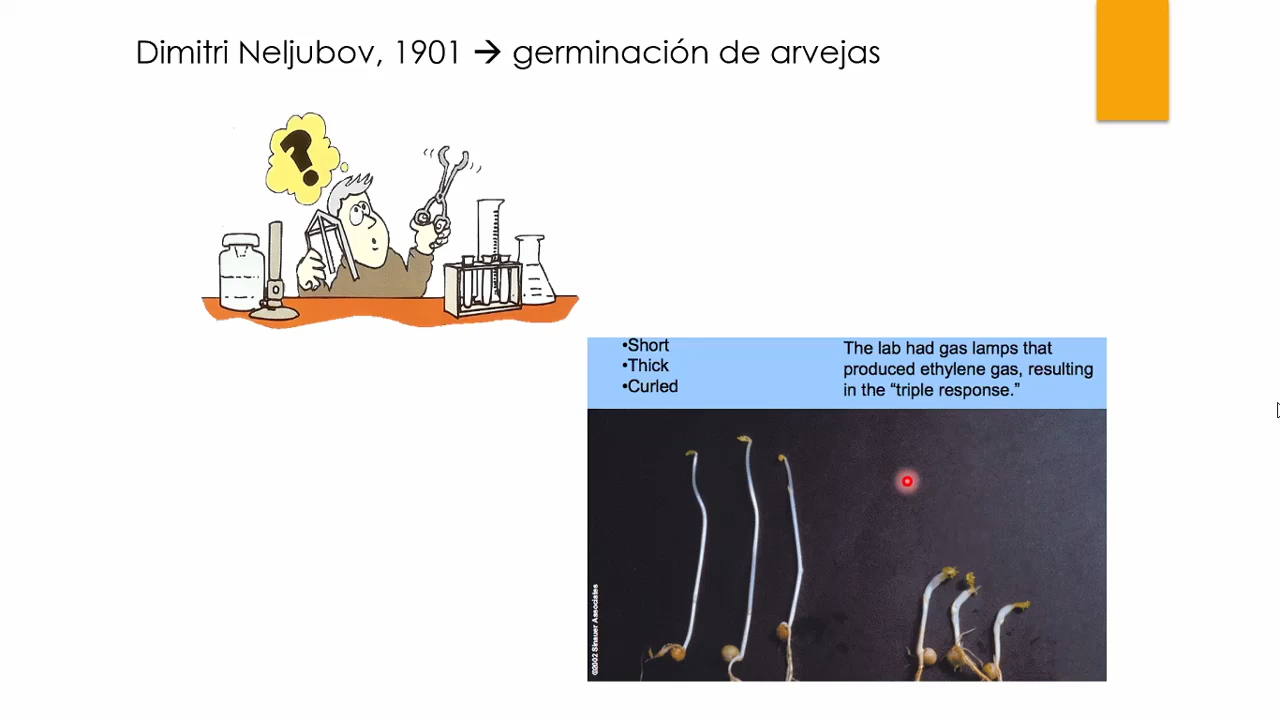 Dimitri Neljubov, 1901 → germinación de arvejas
?
•Short
•Thick
•Curled
The lab had gas lamps that
produced ethylene gas, resulting
in the “triple response.”
©2002 Sinauer Associates